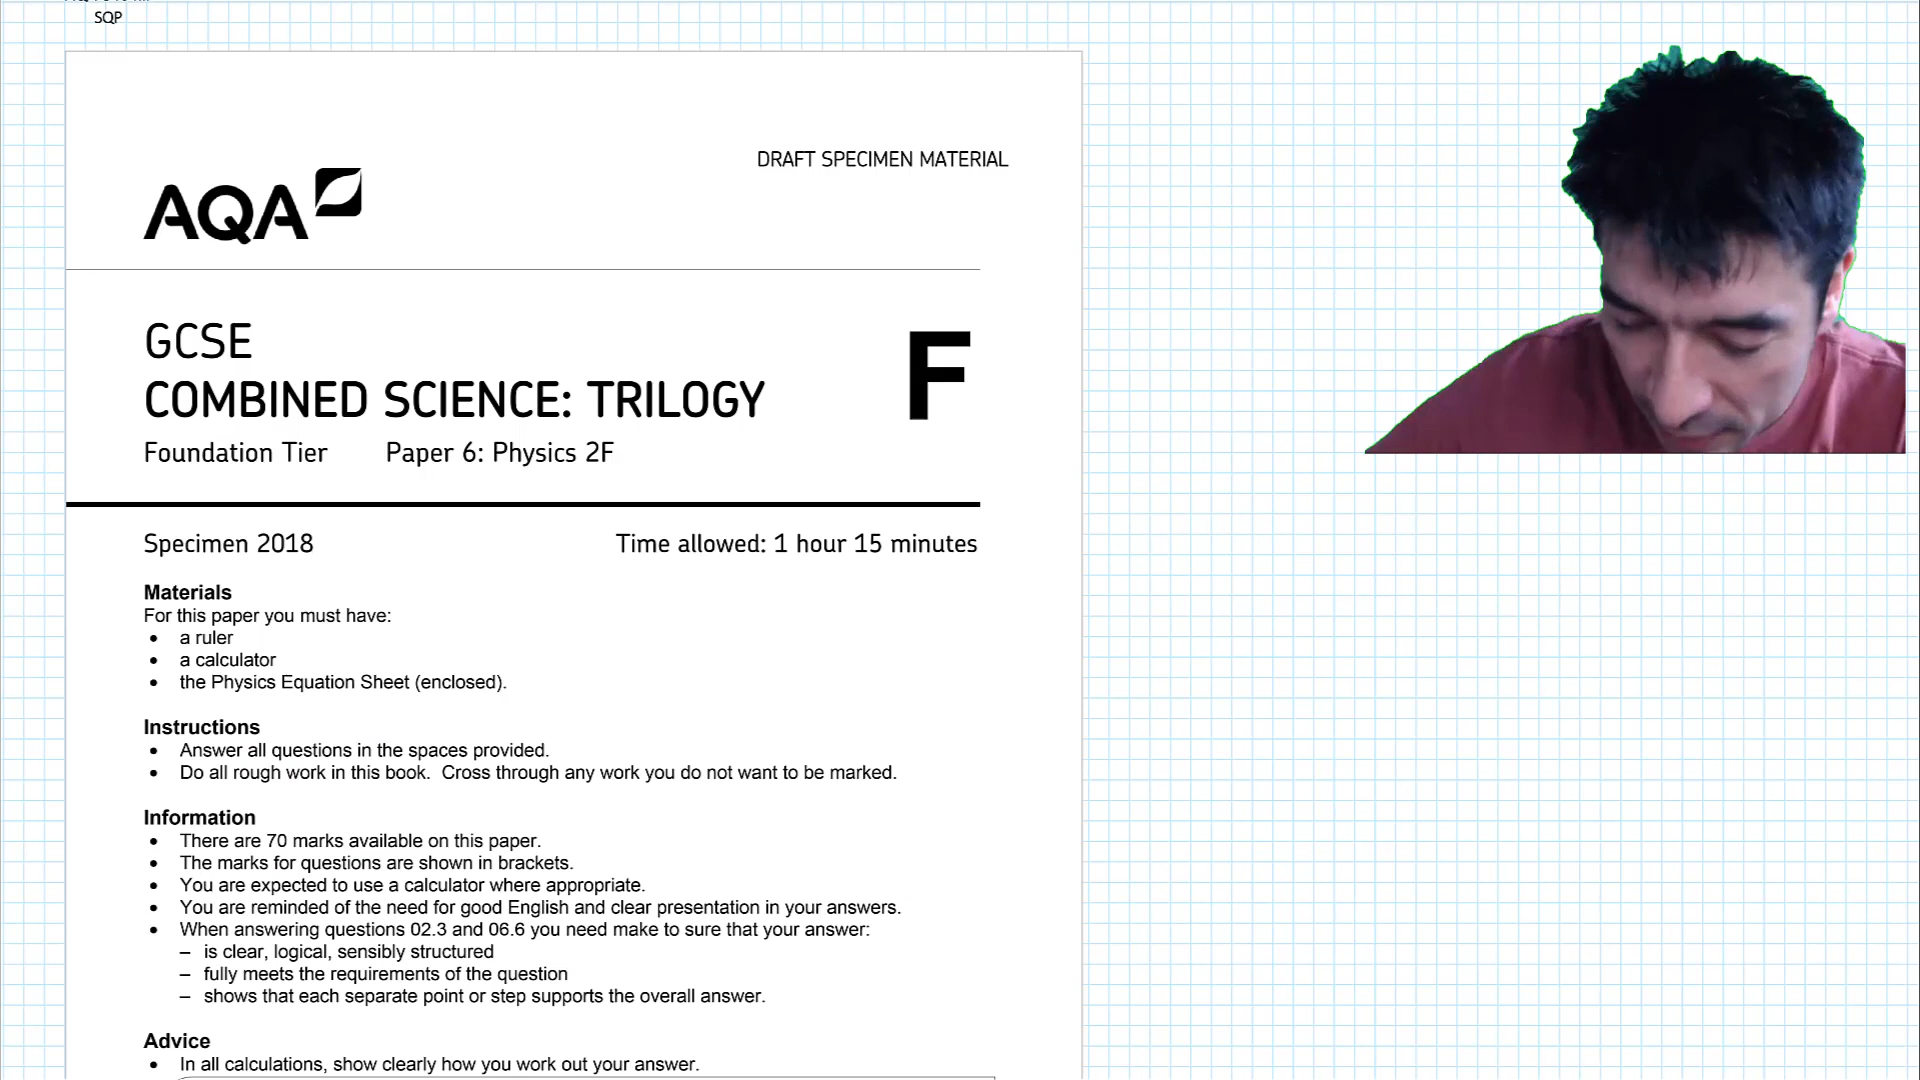 SQP
DRAFT SPECIMEN MATERIAL
AQA
GCSE
COMBINED SCIENCE: TRILOGY
F
Foundation Tier Paper 6: Physics 2F
Specimen 2018 Time allowed: 1 hour 15 minutes
Materials
For this paper you must have:
• a ruler
• a calculator
• the Physics Equation Sheet (enclosed).
Instructions
• Answer all questions in the spaces provided.
• Do all rough work in this book. Cross through any work you do not want to be marked.
Information
• There are 70 marks available on this paper.
• The marks for questions are shown in brackets.
• You are expected to use a calculator where appropriate.
• You are reminded of the need for good English and clear presentation in your answers.
• When answering questions 02.3 and 06.6 you need make to sure that your answer:
– is clear, logical, sensibly structured
– fully meets the requirements of the question
– shows that each separate point or step supports the overall answer.
Advice
• In all calculations, show clearly how you work out your answer.